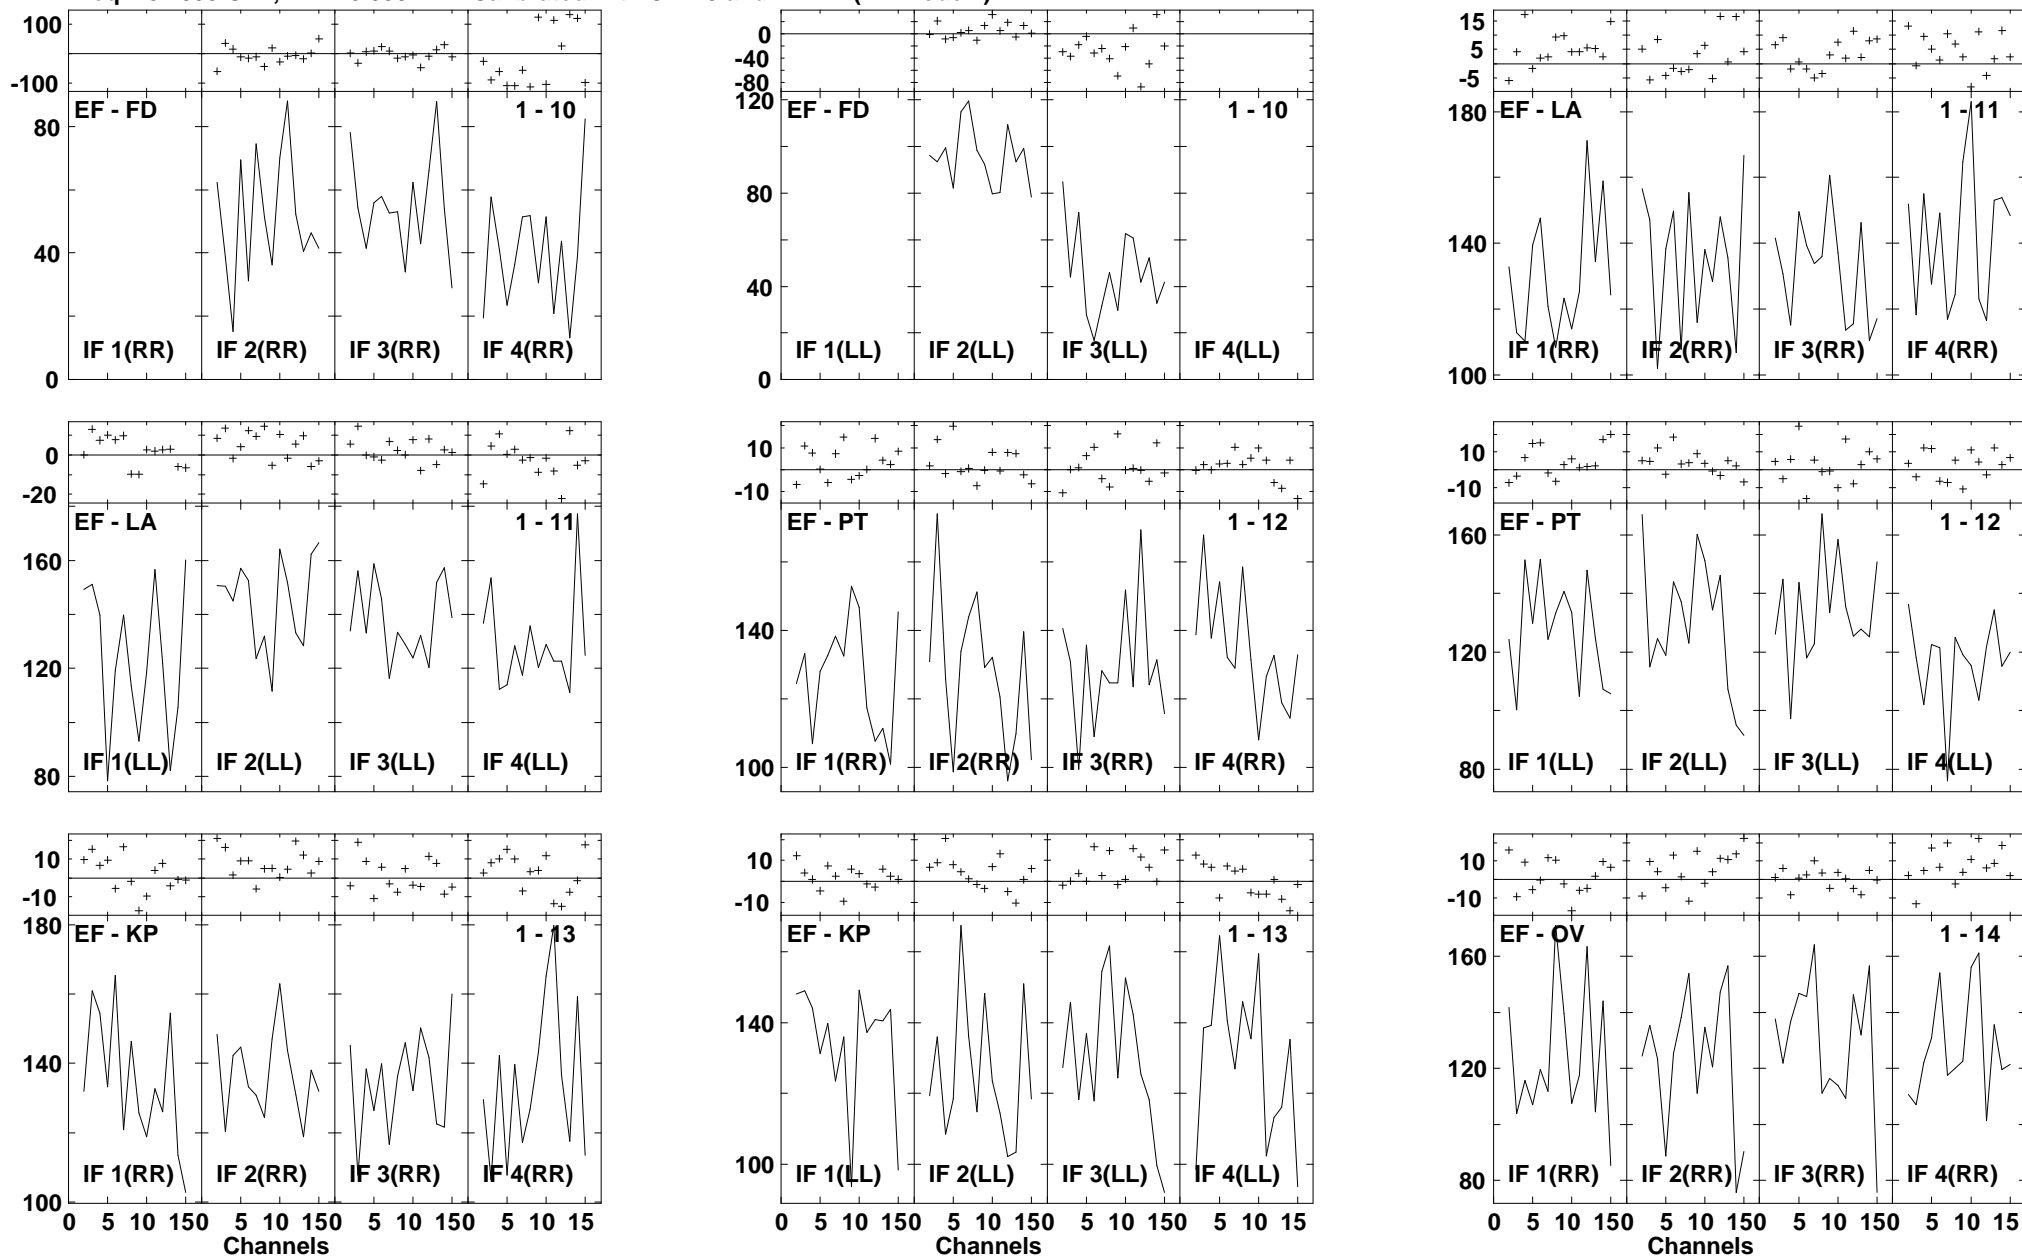 100
0
-100
80
40
0
EF - FD
1 - 10
IF 1(RR)
IF 2(RR)
IF 3(RR)
IF 4(RR)
0
-40
-80
120
80
40
0
EF - FD
1 - 10
IF 1(LL)
IF 2(LL)
IF 3(LL)
IF 4(LL)
15
5
-5
180
140
100
EF - LA
1 - 11
IF 1(RR)
IF 2(RR)
IF 3(RR)
IF 4(RR)
0
-20
160
120
80
EF - LA
1 - 11
IF 1(LL)
IF 2(LL)
IF 3(LL)
IF 4(LL)
10
-10
140
100
EF - PT
1 - 12
IF 1(RR)
IF 2(RR)
IF 3(RR)
IF 4(RR)
10
-10
160
120
80
EF - PT
1 - 12
IF 1(LL)
IF 2(LL)
IF 3(LL)
IF 4(LL)
10
-10
180
140
100
EF - KP
1 - 13
IF 1(RR)
IF 2(RR)
IF 3(RR)
IF 4(RR)
0 5 10 150 5 10 150 5 10 150 5 10 15
Channels
10
-10
140
100
EF - KP
1 - 13
IF 1(LL)
IF 2(LL)
IF 3(LL)
IF 4(LL)
0 5 10 150 5 10 150 5 10 150 5 10 15
Channels
10
-10
160
120
80
EF - OV
1 - 14
IF 1(RR)
IF 2(RR)
IF 3(RR)
IF 4(RR)
0 5 10 150 5 10 150 5 10 150 5 10 15
Channels